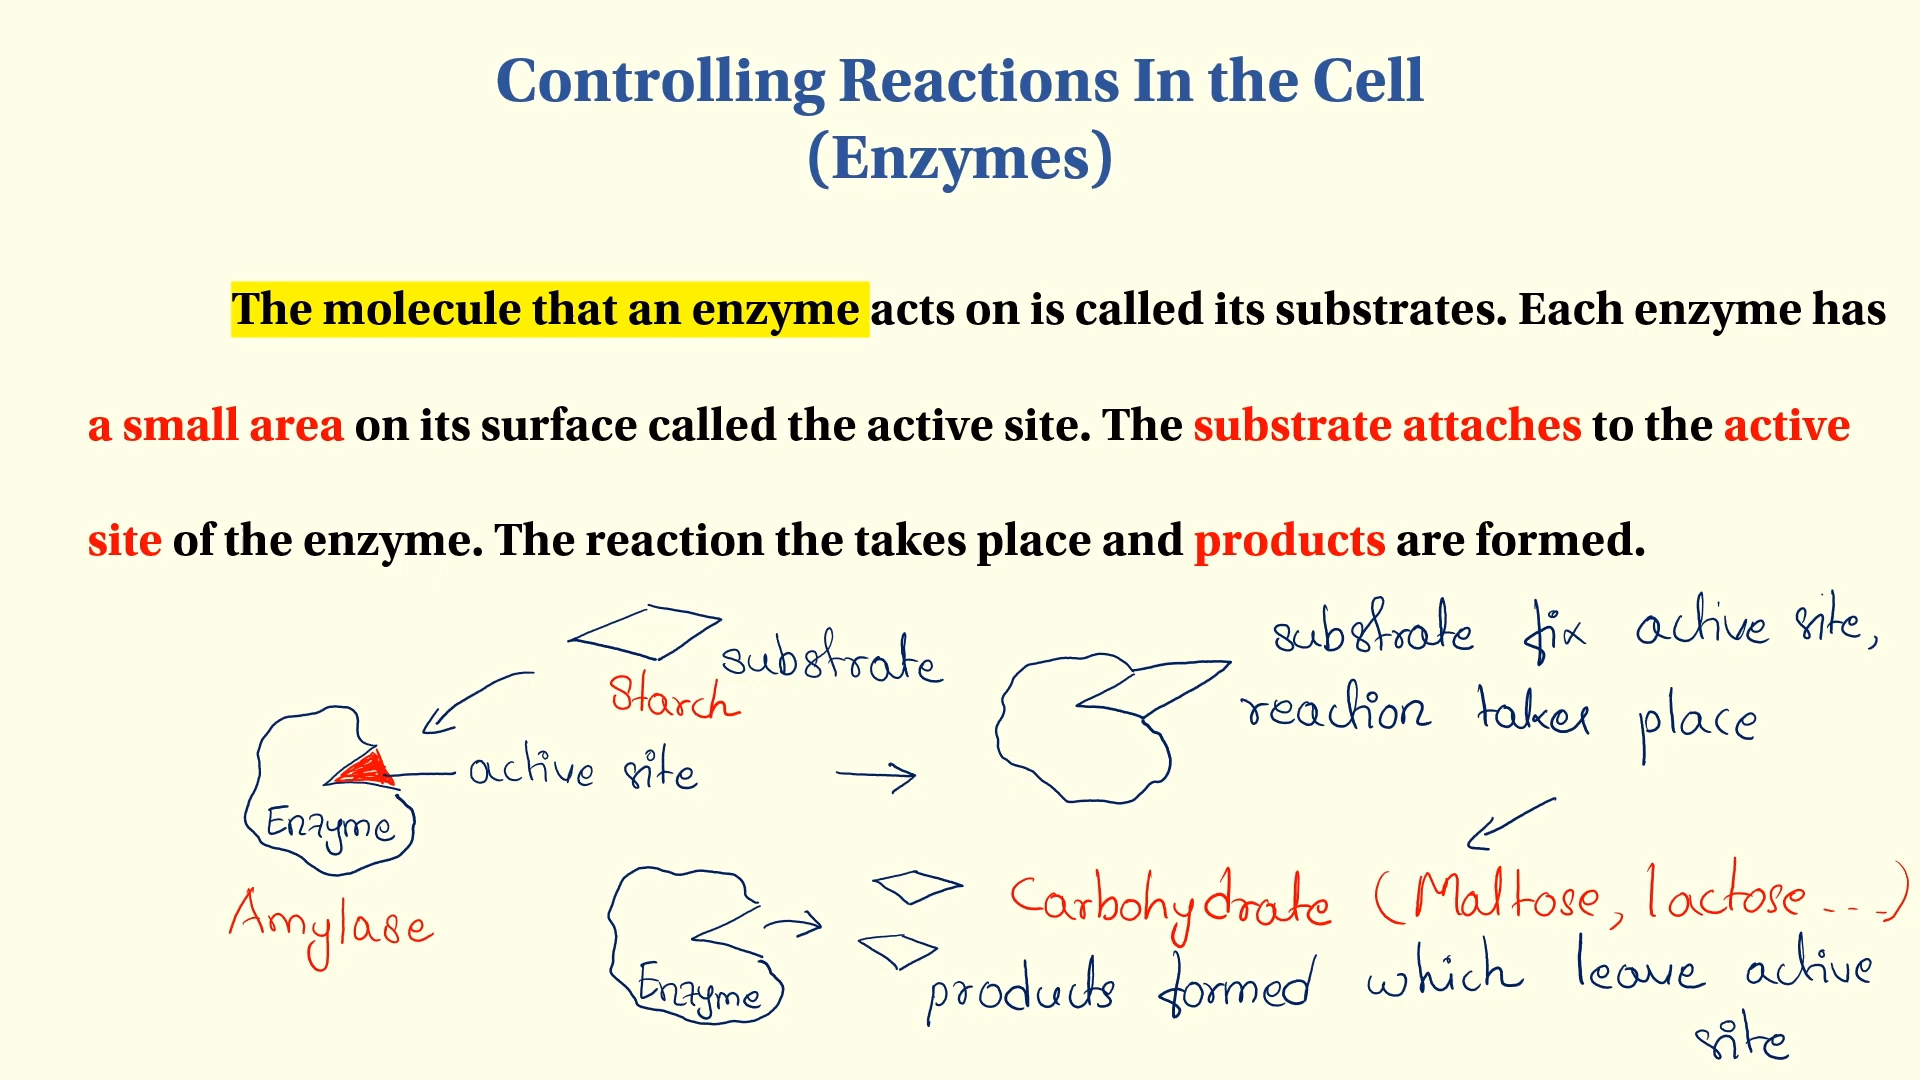 Controlling Reactions In the Cell
(Enzymes)
The molecule that an enzyme acts on is called its substrates. Each enzyme has
a small area on its surface called the active site. The substrate attaches to the active
site of the enzyme. The reaction the takes place and products are formed.
substrate
Starch
active site
Enzyme
Amylase
substrate fix active site,
reaction takes place
Enzyme
Carbohydrate (Maltose, lactose ...)
products formed which leave active
site